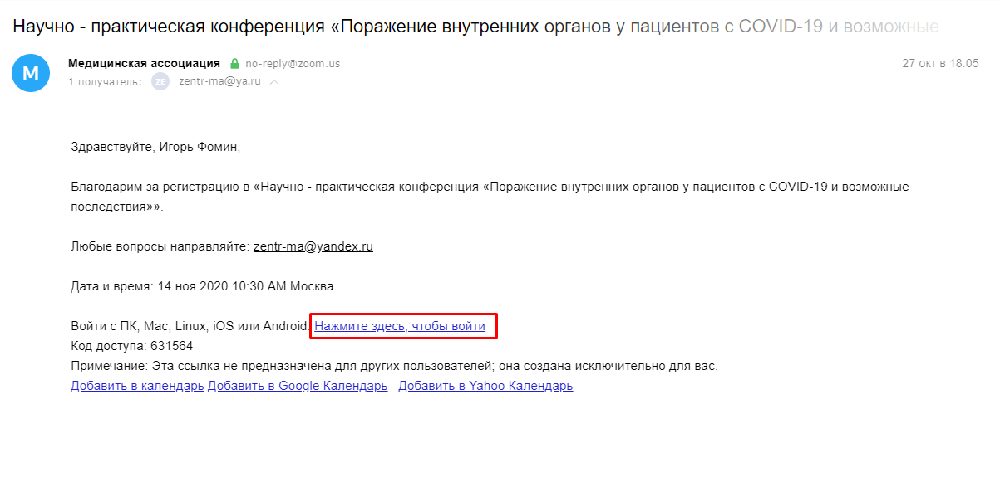 Научно - практическая конференция «Поражение внутренних органов у пациентов с COVID-19 и возможные
М
Медицинская ассоциация no-reply@zoom.us
27 окт в 18:05
1 получатель: ZE zentr-ma@ya.ru
Здравствуйте, Игорь Фомин,
Благодарим за регистрацию в «Научно - практическая конференция «Поражение внутренних органов у пациентов с COVID-19 и возможные
последствия»».
Любые вопросы направляйте: zentr-ma@yandex.ru
Дата и время: 14 ноя 2020 10:30 AM Москва
Войти с ПК, Mac, Linux, iOS или Android: Нажмите здесь, чтобы войти
Код доступа: 631564
Примечание: Эта ссылка не предназначена для других пользователей; она создана исключительно для вас.
Добавить в календарь Добавить в Google Календарь Добавить в Yahoo Календарь